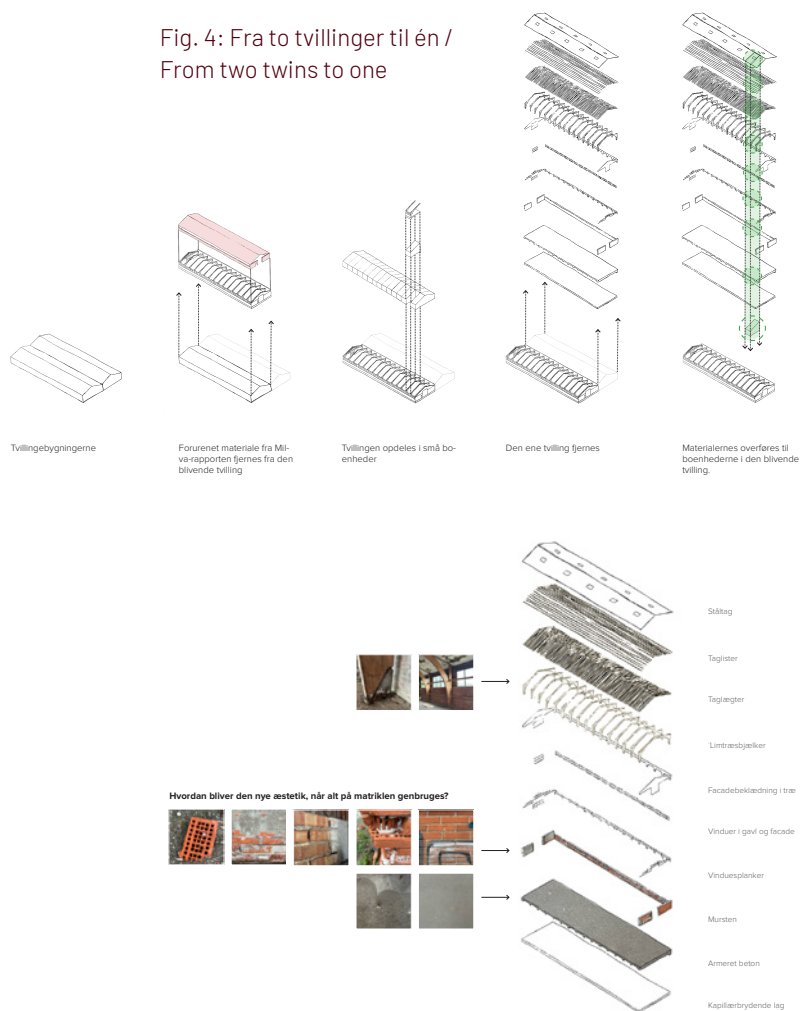 Fig. 4: Fra to tvillinger til én /
From two twins to one
Tvillingebygningerne
Forurenet materiale fra Mil-
va-rapporten fjernes fra den
blivende tvilling
Tvillingen opdeles i små bo-
enheder
Den ene tvilling fjernes
Materialernes overføres til
boenhederne i den blivende
tvilling.
Ståltag
Taglister
Taglægter
'Limtræsbjælker
Facadebeklædning i træ
Hvordan bliver den nye æstetik, når alt på matriklen genbruges?
Vinduer i gavl og facade
Vinduesplanker
Mursten
Armeret beton
Kapillærbrydende lag